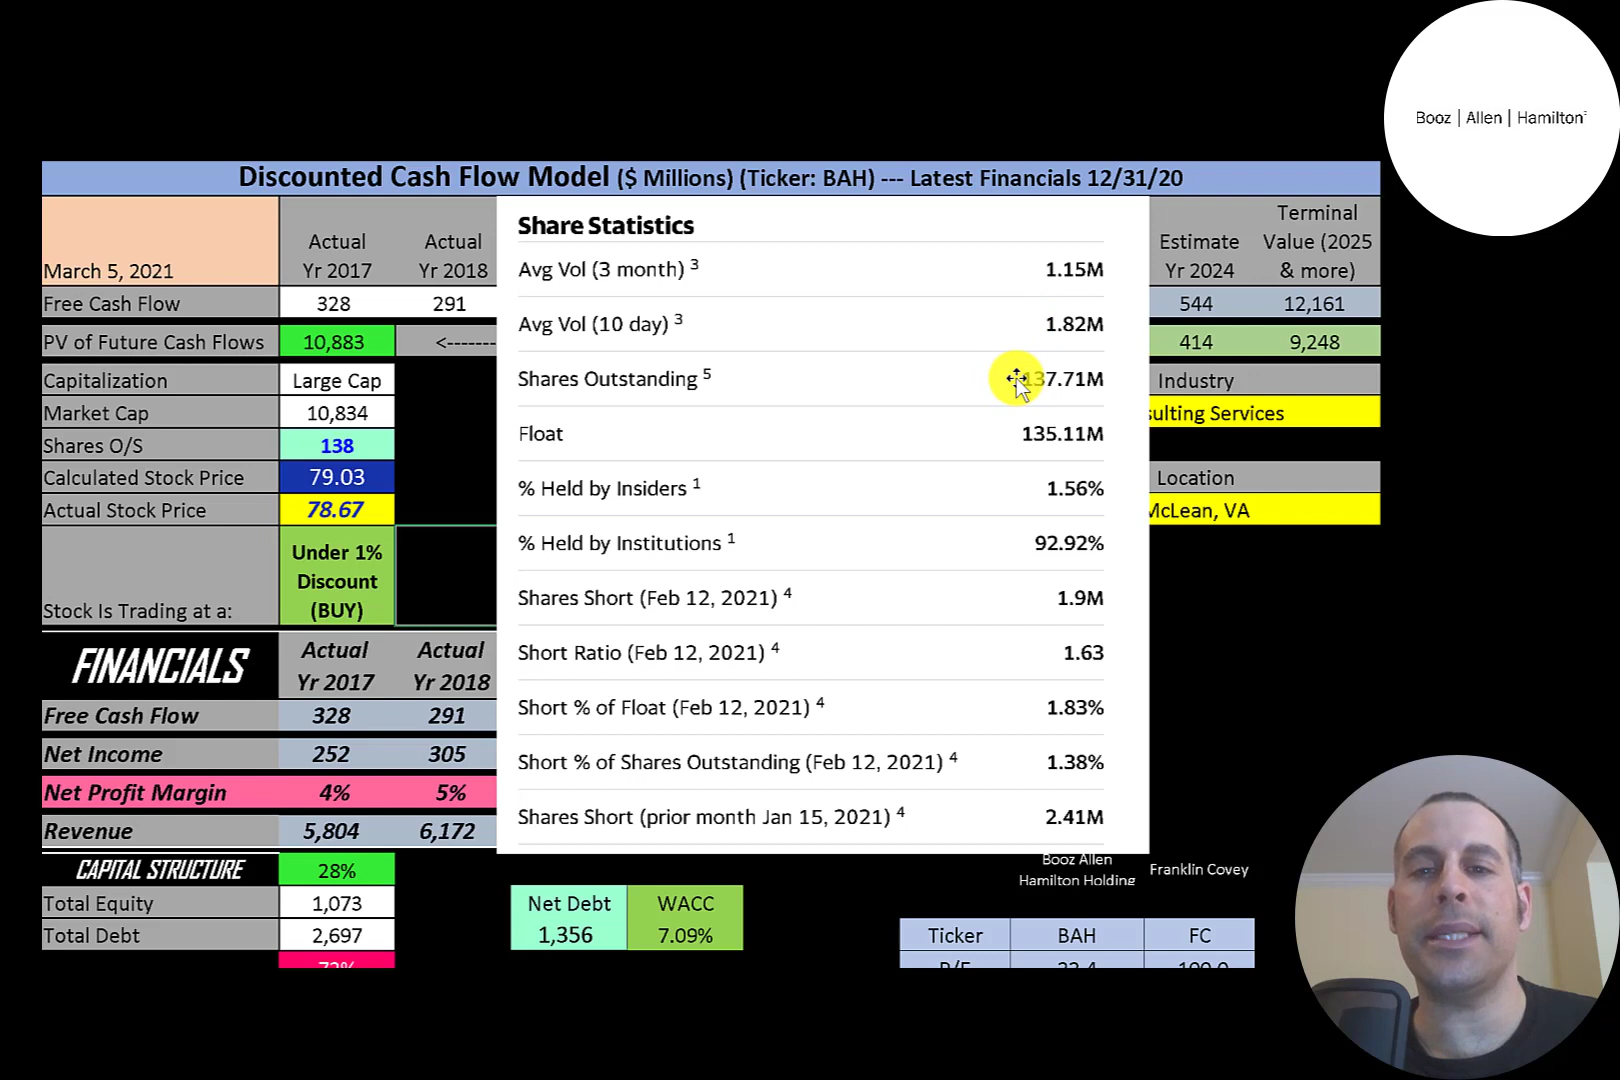 Booz | Allen | Hamilton
Discounted Cash Flow Model ($ Millions) (Ticker: BAH) --- Latest Financials 12/31/20
March 5, 2021
Actual
Yr 2017
Actual
Yr 2018
Estimate
Yr 2024
Terminal
Value (2025
& more)
Free Cash Flow 328 291 544 12,161
PV of Future Cash Flows 10,883 <------- 414 9,248
Capitalization Large Cap Industry
Market Cap 10,834 Services
Shares O/S 138
Calculated Stock Price 79.03 Location
Actual Stock Price 78.67 McLean, VA
Stock Is Trading at a:
Under 1%
Discount
(BUY)
Share Statistics
Avg Vol (3 month) 3 1.15M
Avg Vol (10 day) 3 1.82M
Shares Outstanding 5 137.71M
Float 135.11M
% Held by Insiders 1 1.56%
% Held by Institutions 1 92.92%
Shares Short (Feb 12, 2021) 4 1.9M
Short Ratio (Feb 12, 2021) 4 1.63
Short % of Float (Feb 12, 2021) 4 1.83%
Short % of Shares Outstanding (Feb 12, 2021) 4 1.38%
Shares Short (prior month Jan 15, 2021) 4 2.41M
FINANCIALS
Actual
Yr 2017
Actual
Yr 2018
Free Cash Flow 328 291
Net Income 252 305
Net Profit Margin 4% 5%
Revenue 5,804 6,172
CAPITAL STRUCTURE 28%
Total Equity 1,073
Total Debt 2,697
Net Debt WACC
1,356 7.09%
Booz Allen
Hamilton Holding
Franklin Covey
Ticker BAH FC